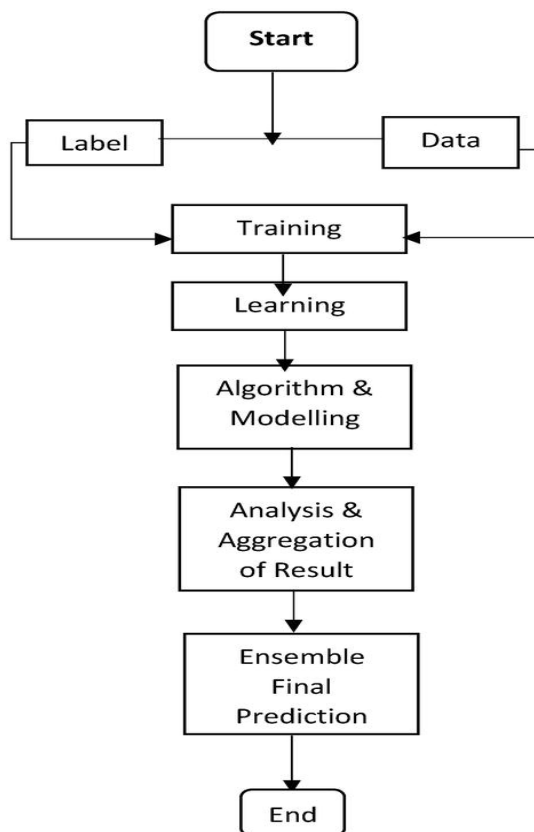 Start
Label
Data
Training
Learning
Algorithm &
Modelling
Analysis &
Aggregation
of Result
Ensemble
Final
Prediction
End